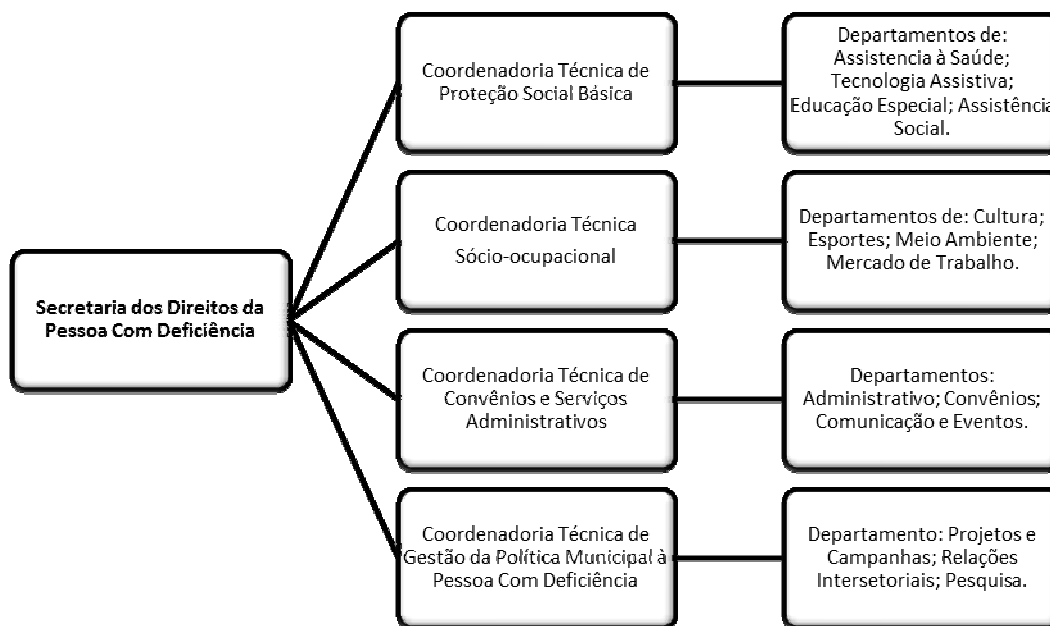 Secretaria dos Direitos da
Pessoa Com Deficiência
Coordenadoria Técnica de
Proteção Social Básica
Departamentos de:
Assistencia à Saúde;
Tecnologia Assistiva;
Educação Especial; Assistência
Social.
Coordenadoria Técnica
Sócio-ocupacional
Departamentos de: Cultura;
Esportes; Meio Ambiente;
Mercado de Trabalho.
Coordenadoria Técnica de
Convênios e Serviços
Administrativos
Departamentos:
Administrativo; Convênios;
Comunicação e Eventos.
Coordenadoria Técnica de
Gestão da Política Municipal à
Pessoa Com Deficiência
Departamento: Projetos e
Campanhas; Relações
Intersetoriais; Pesquisa.